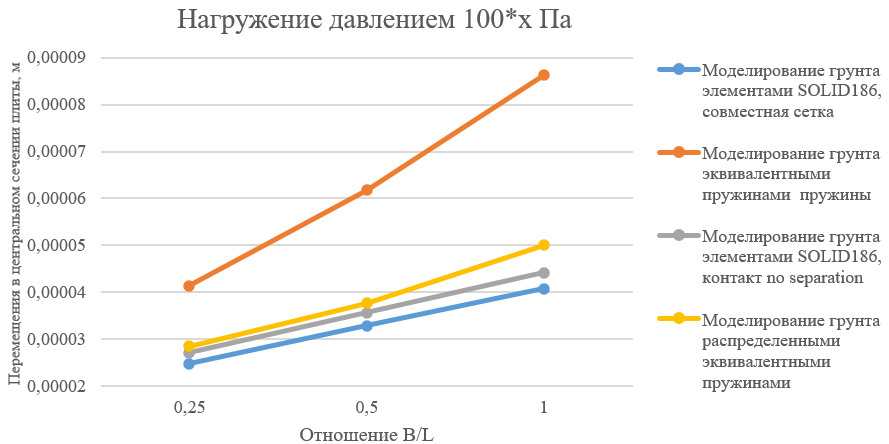 Нагружение давлением 100*x Па
Перемещения в центральном сечении плиты, м
0,00009
0,00008
0,00007
0,00006
0,00005
0,00004
0,00003
0,00002
0,25
0,5
1
Отношение B/L
Моделирование грунта
элементами SOLID186,
совместная сетка
Моделирование грунта
эквивалентными
пружинами пружины
Моделирование грунта
элементами SOLID186,
контакт no separation
Моделирование грунта
распределенными
эквивалентными
пружинами